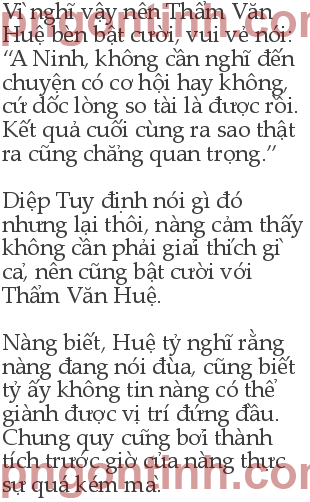 Vì nghĩ vậy nên Thẩm Văn
Huệ bèn bật cười, vui vẻ nói:
“A Ninh, không cần nghĩ đến
chuyện có cơ hội hay không,
cứ dốc lòng so tài là được rồi.
Kết quả cuối cùng ra sao thật
ra cũng chẳng quan trọng.”
Diệp Tuy định nói gì đó
nhưng lại thôi, nàng cảm thấy
không cần phải giải thích gì
cả, nên cũng bật cười với
Thẩm Văn Huệ.
Nàng biết, Huệ tỷ nghĩ rằng
nàng đang nói đùa, cũng biết
tỷ ấy không tin nàng có thể
giành được vị trí đứng đầu.
Chung quy cũng bởi thành
tích trước giờ của nàng thực
sự quá kém mà.